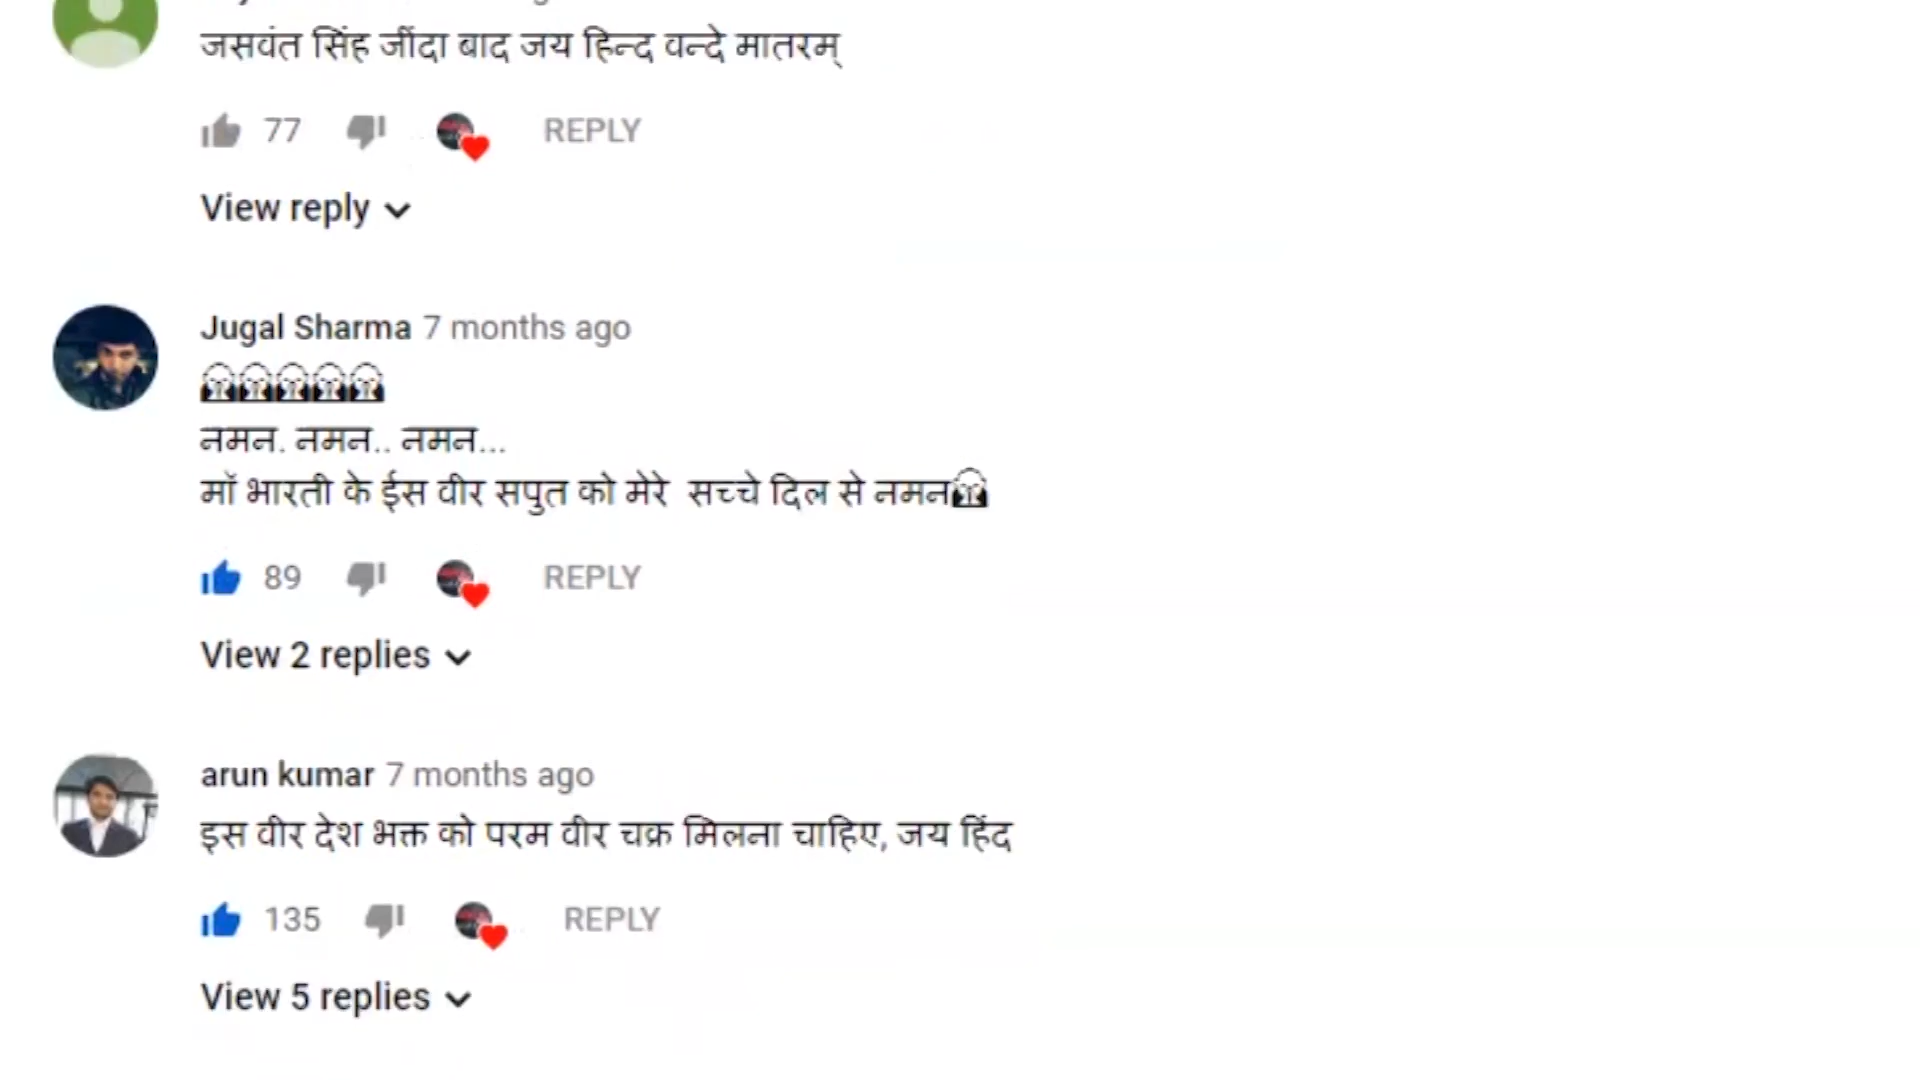 जसवंत सिंह जींदा बाद जय हिन्द वन्दे मातरम्
77 REPLY
View reply
Jugal Sharma 7 months ago
नमन. नमन.. नमन...
मॉ भारती के ईस वीर सपुत को मेरे सच्चे दिल से नमन
89 REPLY
View 2 replies
arun kumar 7 months ago
इस वीर देश भक्त को परम वीर चक्र मिलना चाहिए, जय हिंद
135 REPLY
View 5 replies